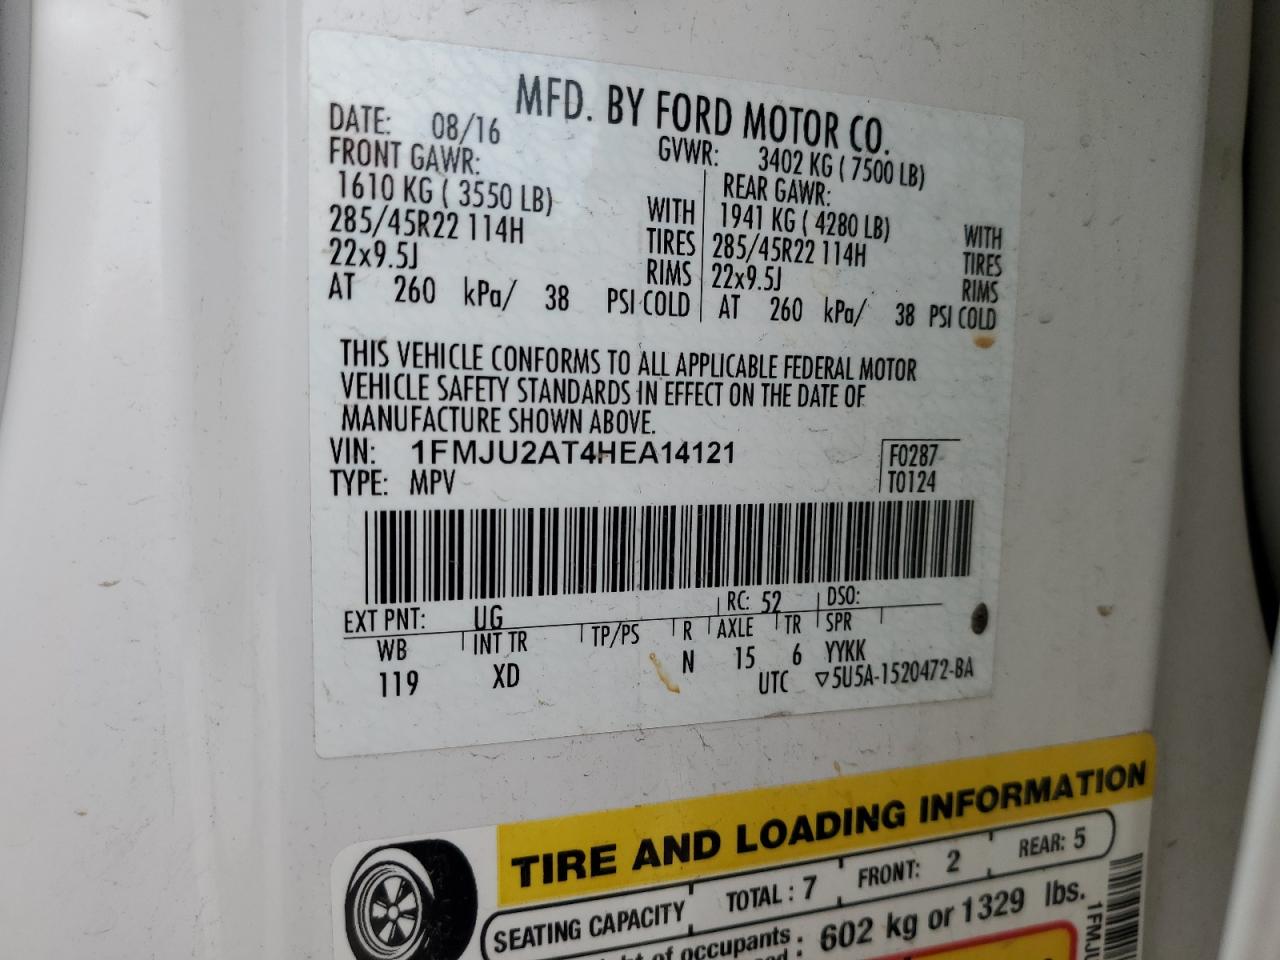 MFD. BY FORD MOTOR CO.
DATE: 08/16
GVWR: 3402 KG ( 7500 LB)
FRONT GAWR:
1610 KG ( 3550 LB) WITH
285/45R22 114H TIRES
22x9.5J RIMS
AT 260 kPa/ 38 PSI COLD
REAR GAWR:
1941 KG ( 4280 LB) WITH
285/45R22 114H TIRES
22x9.5J RIMS
AT 260 kPa/ 38 PSI COLD
THIS VEHICLE CONFORMS TO ALL APPLICABLE FEDERAL MOTOR
VEHICLE SAFETY STANDARDS IN EFFECT ON THE DATE OF
MANUFACTURE SHOWN ABOVE.
VIN: 1FMJU2AT4HEA14121
TYPE: MPV
F0287
T0124
EXT PNT: UG RC: 52 DSO:
WB INT TR TP/PS R AXLE TR SPR
119 XD N 15 6 YYKK
UTC ▽5U5A-1520472-BA
TIRE AND LOADING INFORMATION
SEATING CAPACITY TOTAL : 7 FRONT: 2 REAR: 5
of occupants : 602 kg or 1329 lbs.
1FMJU